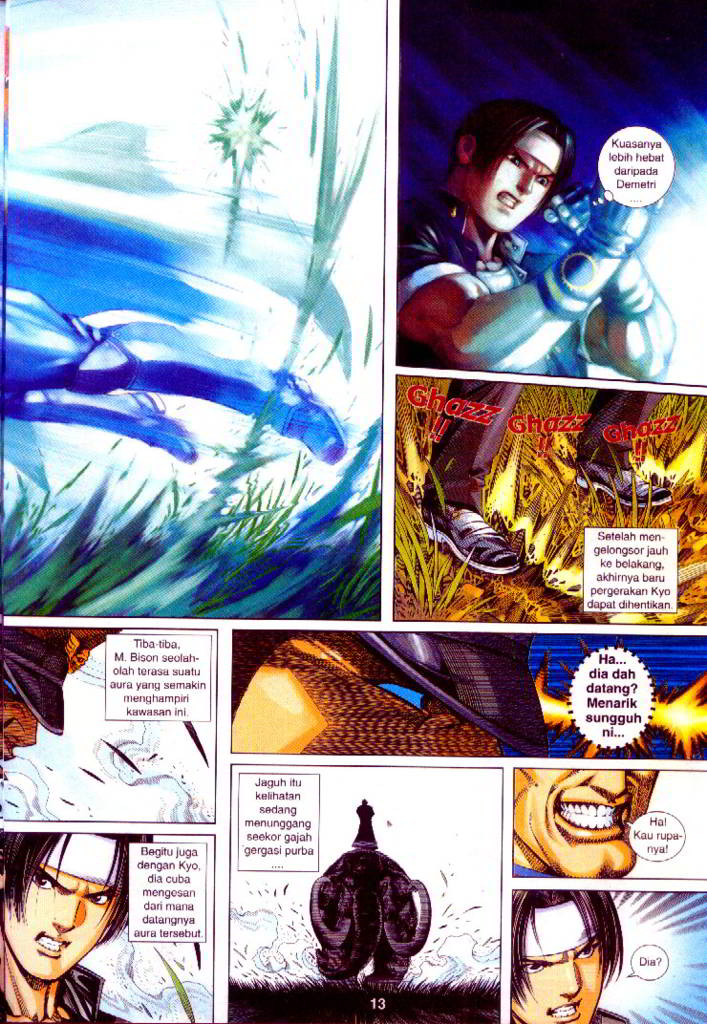 Kuasanya
lebih hebat
daripada
Demetri
....
Ghazz
!!
Ghazz
!!
Ghazz
!!
Setelah men-
gelongsor jauh
ke belakang,
akhirnya baru
pergerakan Kyo
dapat dihentikan.
Tiba-tiba,
M. Bison seolah-
olah terasa suatu
aura yang semakin
menghampiri
kawasan ini.
Ha...
dia dah
datang?
Menarik
sungguh
ni...
Begitu juga
dengan Kyo,
dia cuba
mengesan
dari mana
datangnya
aura tersebut.
Jaguh itu
kelihatan
sedang
menunggang
seekor gajah
gergasi purba
....
Ha!
Kau rupa-
nya!
Dia?
13